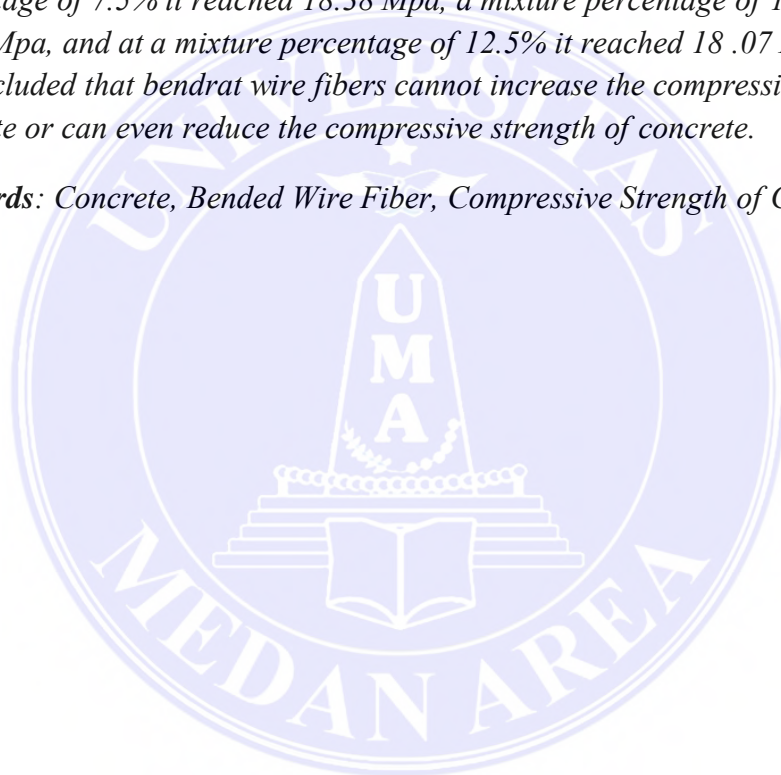 age of 7.5% it reached 18.38 Mpa, a mixture percentage of 1
Mpa, and at a mixture percentage of 12.5% it reached 18 .07
cluded that bendrat wire fibers cannot increase the compressi
te or can even reduce the compressive strength of concrete.
rds: Concrete, Bended Wire Fiber, Compressive Strength of C
UNIVERSITAS
U
M
A
MEDAN AREA